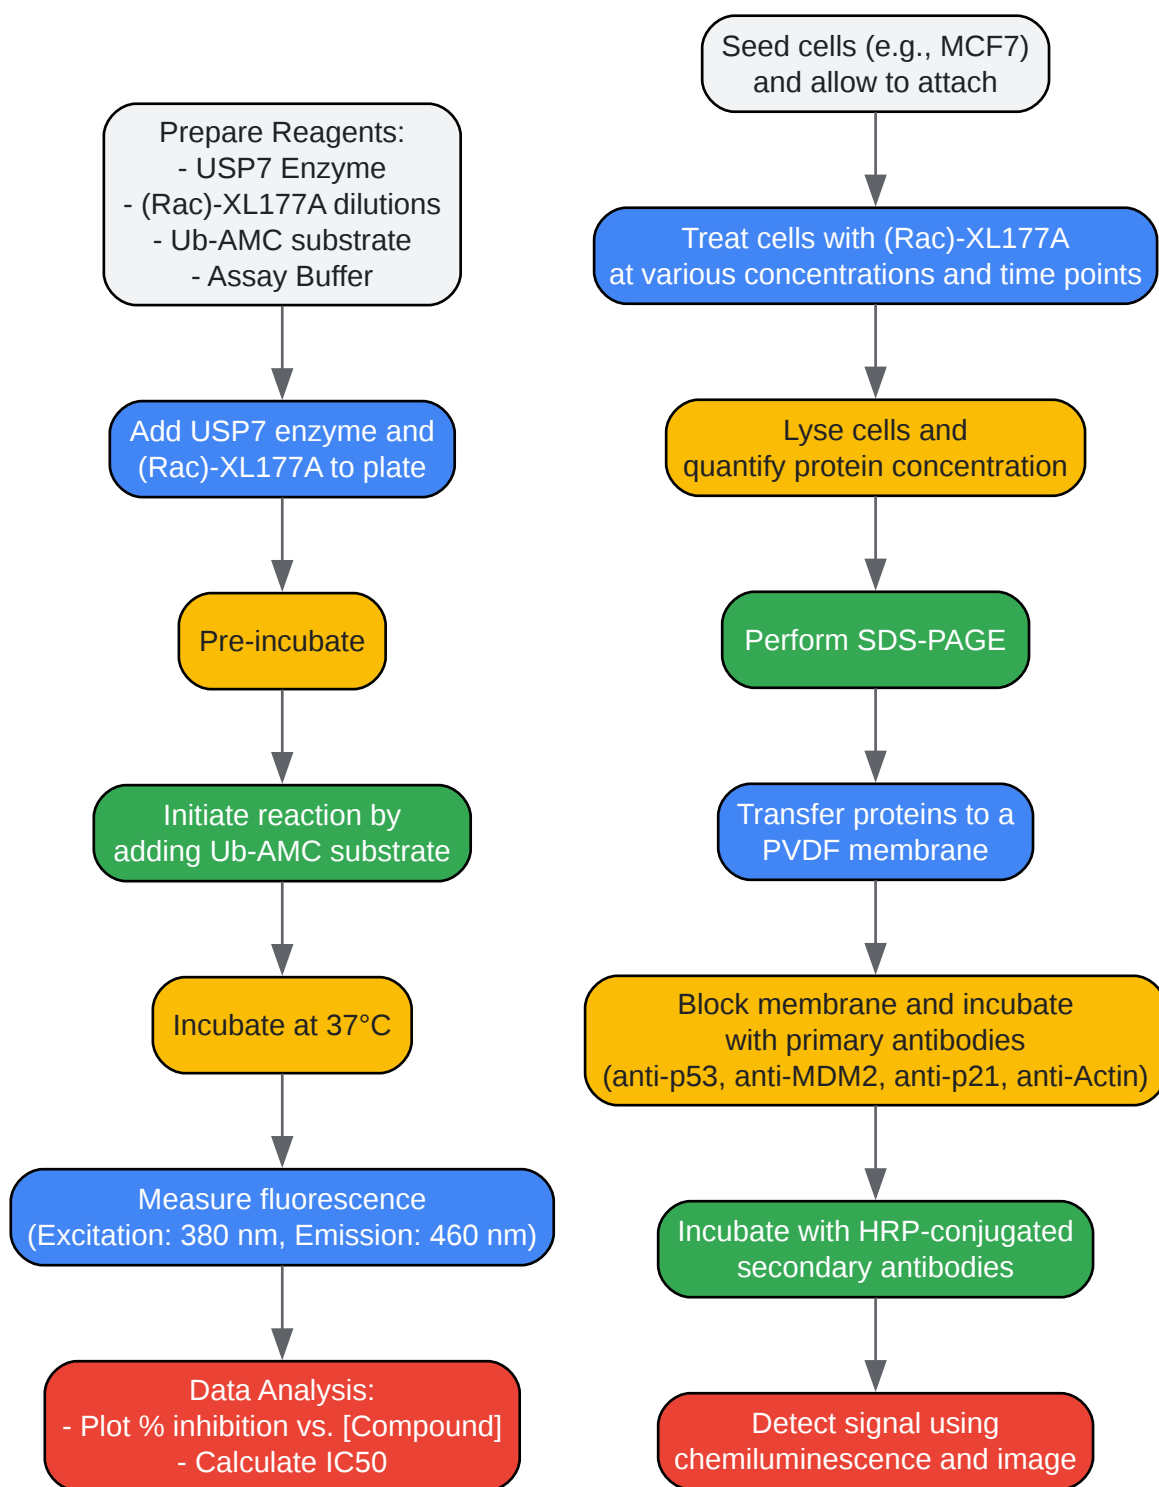 Prepare Reagents:
- USP7 Enzyme
- (Rac)-XL177A dilutions
- Ub-AMC substrate
- Assay Buffer
Add USP7 enzyme and
(Rac)-XL177A to plate
Pre-incubate
Initiate reaction by
adding Ub-AMC substrate
Incubate at 37°C
Measure fluorescence
(Excitation: 380 nm, Emission: 460 nm)
Data Analysis:
- Plot % inhibition vs. [Compound]
- Calculate IC50
Seed cells (e.g., MCF7)
and allow to attach
Treat cells with (Rac)-XL177A
at various concentrations and time points
Lyse cells and
quantify protein concentration
Perform SDS-PAGE
Transfer proteins to a
PVDF membrane
Block membrane and incubate
with primary antibodies
(anti-p53, anti-MDM2, anti-p21, anti-Actin)
Incubate with HRP-conjugated
secondary antibodies
Detect signal using
chemiluminescence and image